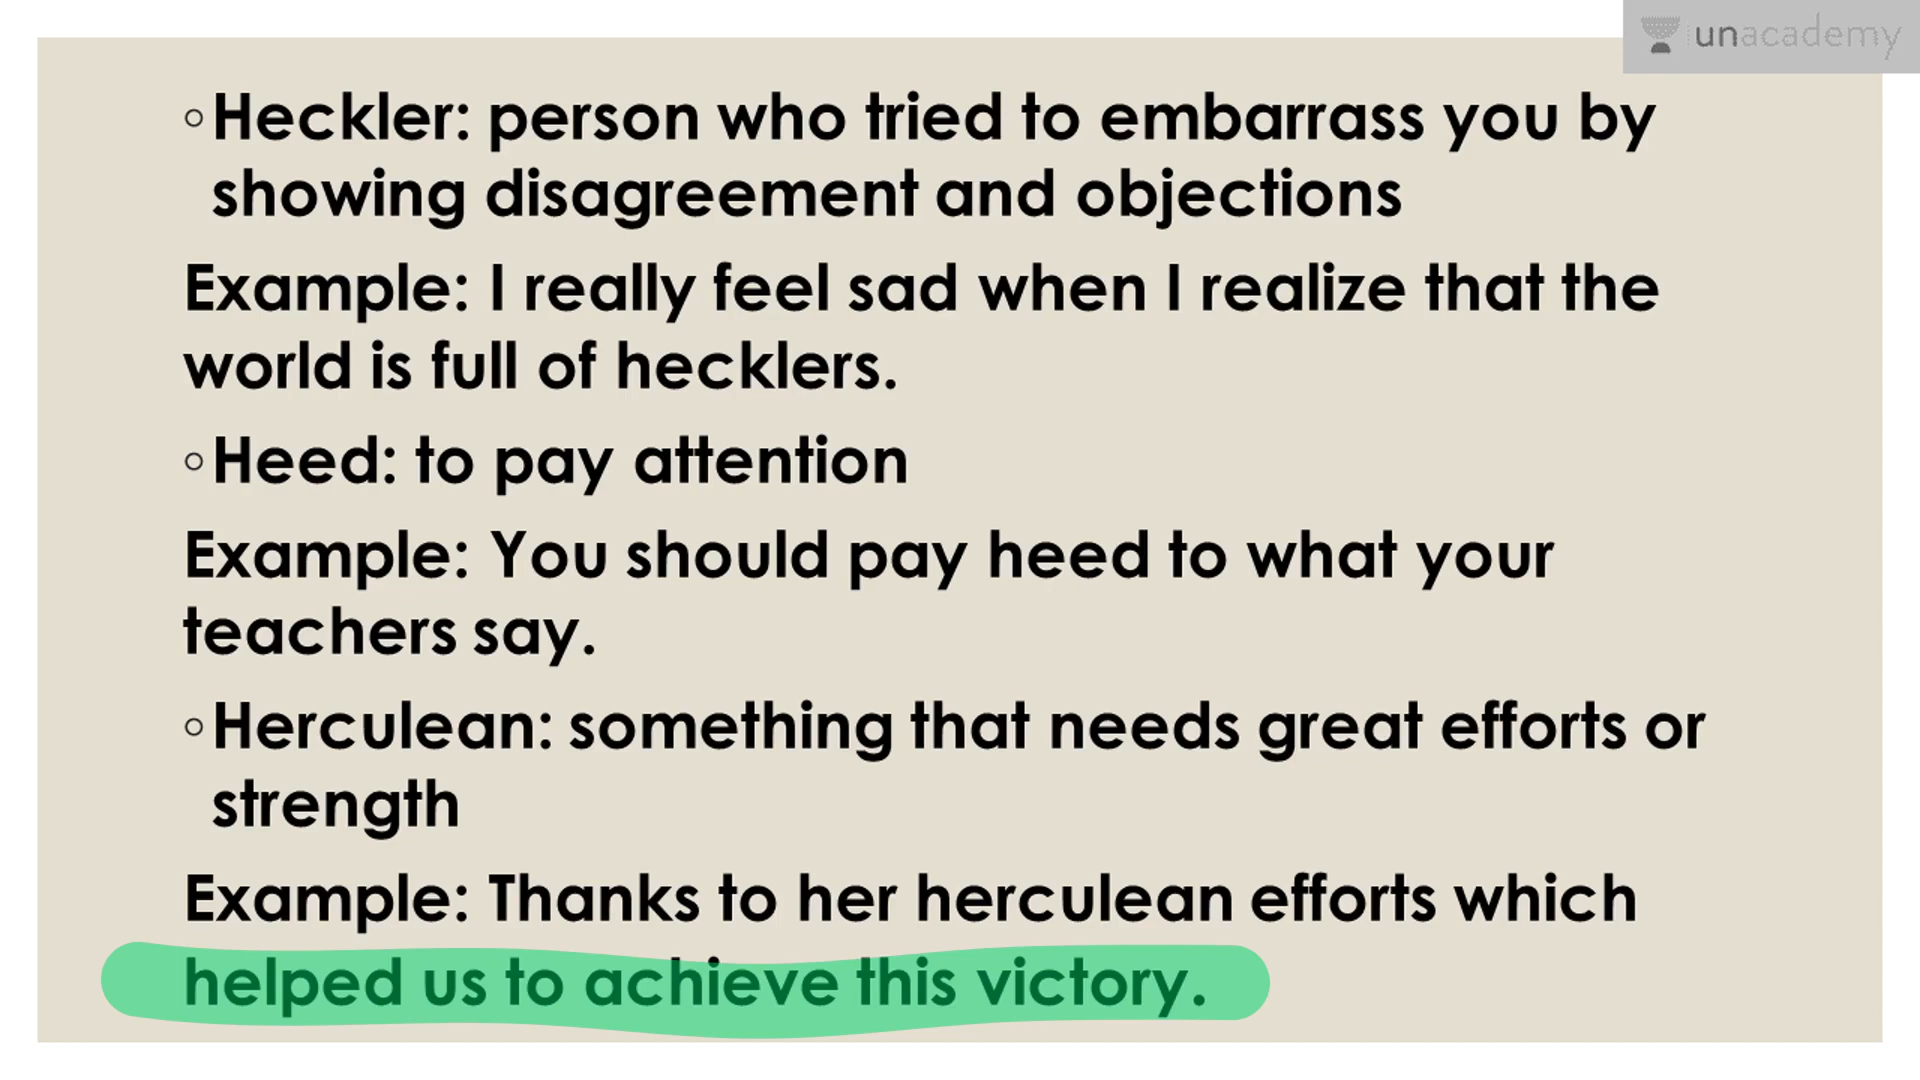 unacademy
◦Heckler: person who tried to embarrass you by
showing disagreement and objections
Example: I really feel sad when I realize that the
world is full of hecklers.
◦Heed: to pay attention
Example: You should pay heed to what your
teachers say.
◦Herculean: something that needs great efforts or
strength
Example: Thanks to her herculean efforts which
helped us to achieve this victory.